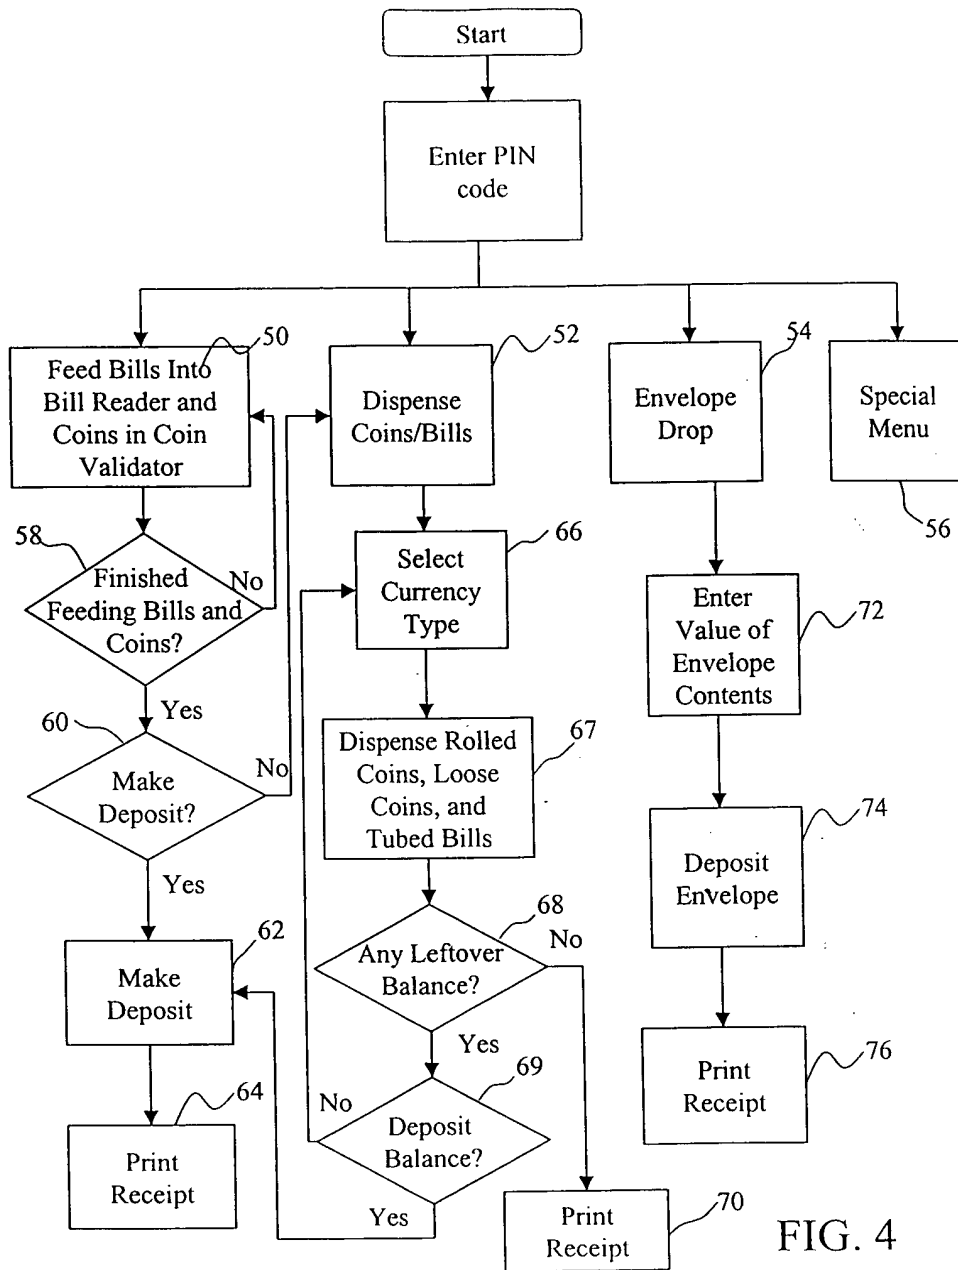 Start
Enter PIN
code
50
Feed Bills Into
Bill Reader and
Coins in Coin
Validator
52
Dispense
Coins/Bills
54
Envelope
Drop
Special
Menu
56
58
Finished
Feeding Bills and
Coins?
No
Yes
66
Select
Currency
Type
Enter
Value of
Envelope
Contents
72
60
Make
Deposit?
No
Yes
Dispense Rolled
Coins, Loose
Coins, and
Tubed Bills
67
Deposit
Envelope
74
62
Make
Deposit
68
Any Leftover
Balance?
No
Yes
64
Print
Receipt
69
Deposit
Balance?
No
Yes
Print
Receipt
76
Print
Receipt
70
FIG. 4